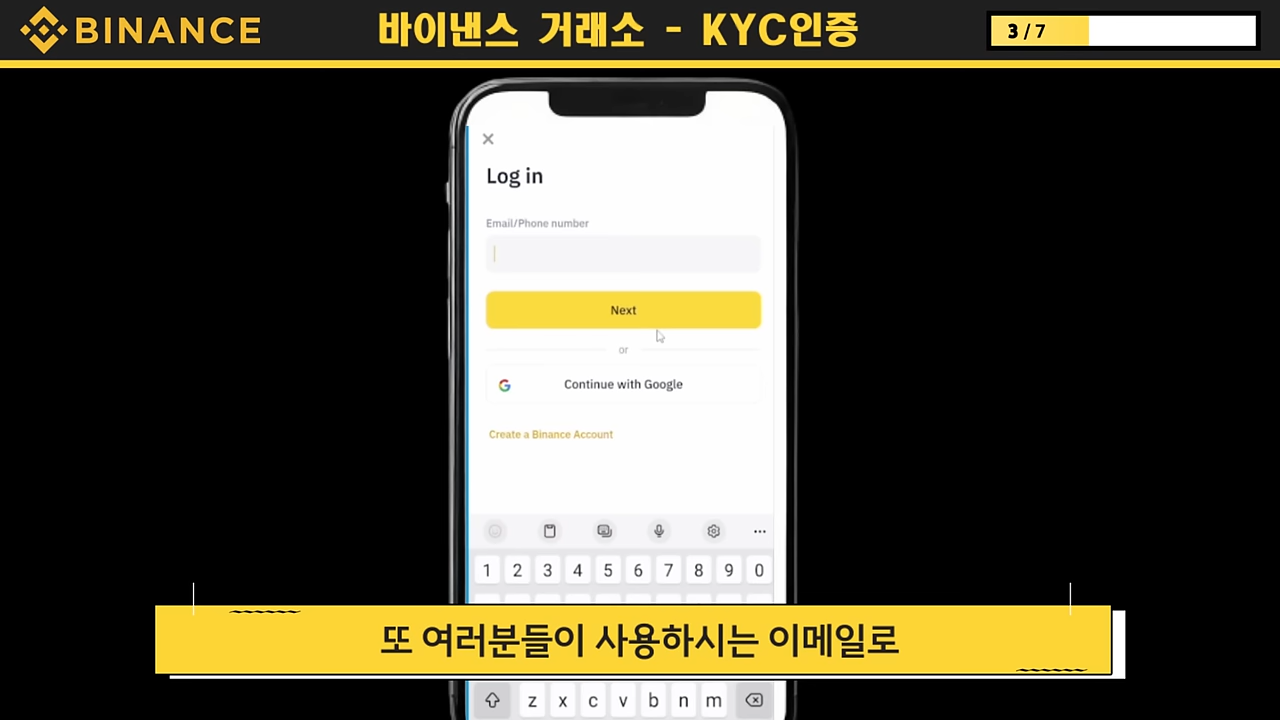 BINANCE
바이낸스 거래소 - KYC인증
3 / 7
Log in
Email/Phone number
Next
or
Continue with Google
Create a Binance Account
1 2 3 4 5 6 7 8 9 0
또 여러분들이 사용하시는 이메일로
z x c v b n m